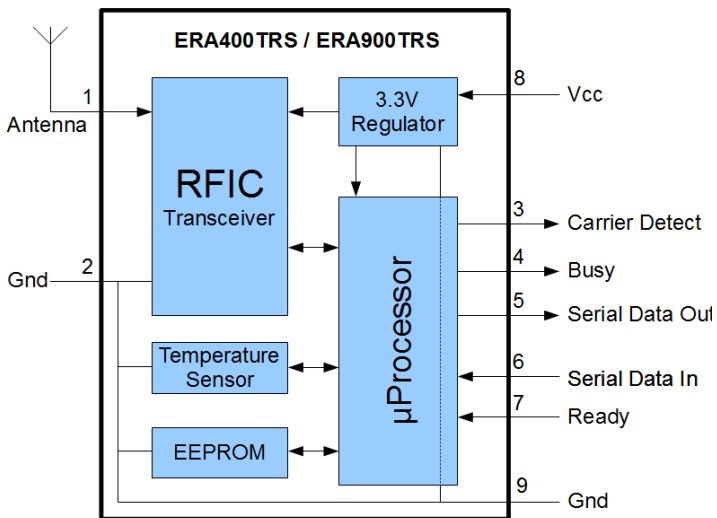 ERA400TRS / ERA900TRS
1
Antenna
RFIC
Transceiver
3.3V
Regulator
8
Vcc
3
Carrier Detect
4
Busy
5
Serial Data Out
2
Gnd
µProcessor
Temperature
Sensor
6
Serial Data In
7
Ready
EEPROM
9
Gnd